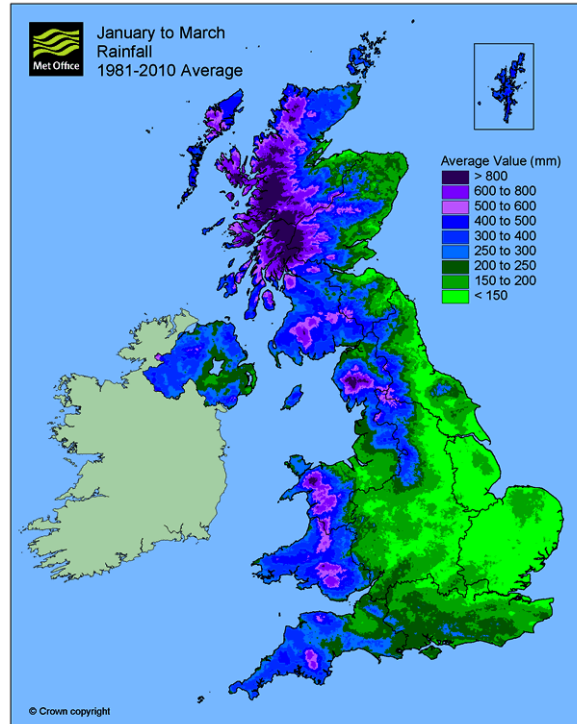 Met Office
January to March
Rainfall
1981-2010 Average
Average Value (mm)
> 800
600 to 800
500 to 600
400 to 500
300 to 400
250 to 300
200 to 250
150 to 200
< 150
© Crown copyright